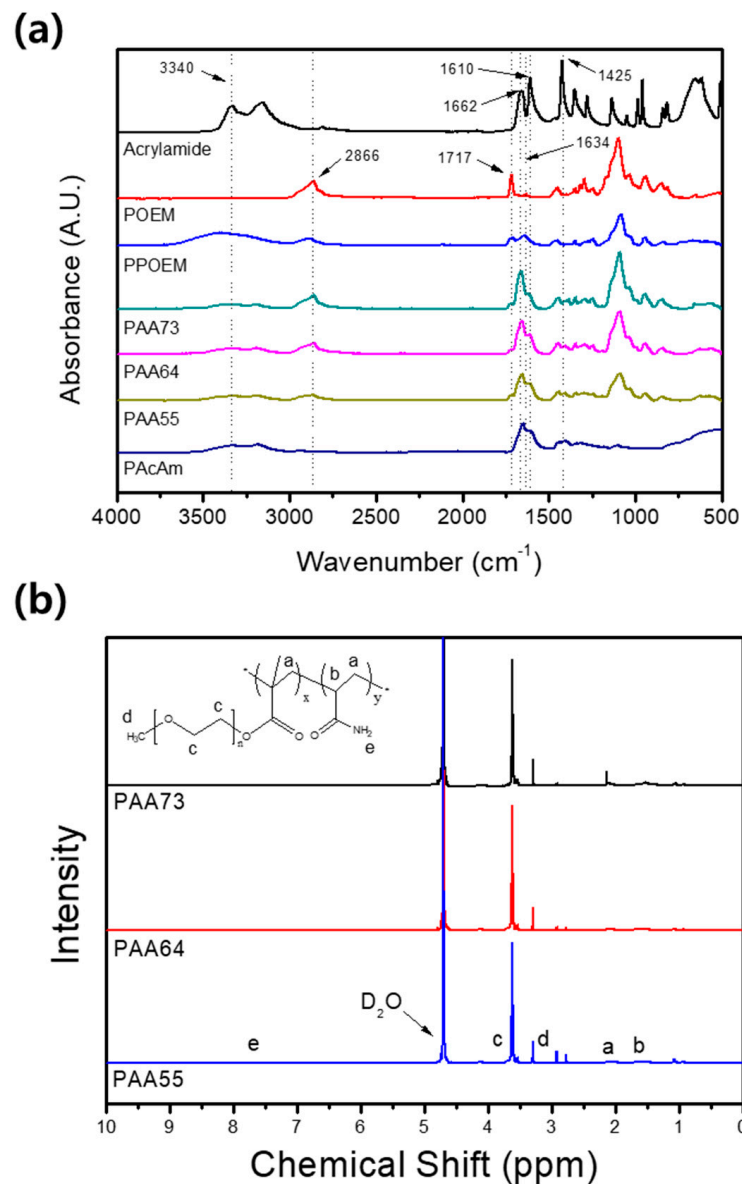 (a)
3340
1610
1425
1662
Acrylamide
2866
1717
1634
POEM
PPOEM
PAA73
PAA64
PAA55
PAcAm
Absorbance (A.U.)
4000 3500 3000 2500 2000 1500 1000 500
Wavenumber (cm⁻¹)
(b)
a
b
a
x
y
d
c
O
H₃C
n
O
O
O
NH₂
c
e
PAA73
PAA64
D₂O
e
c
d
a
b
PAA55
Intensity
10 9 8 7 6 5 4 3 2 1 0
Chemical Shift (ppm)